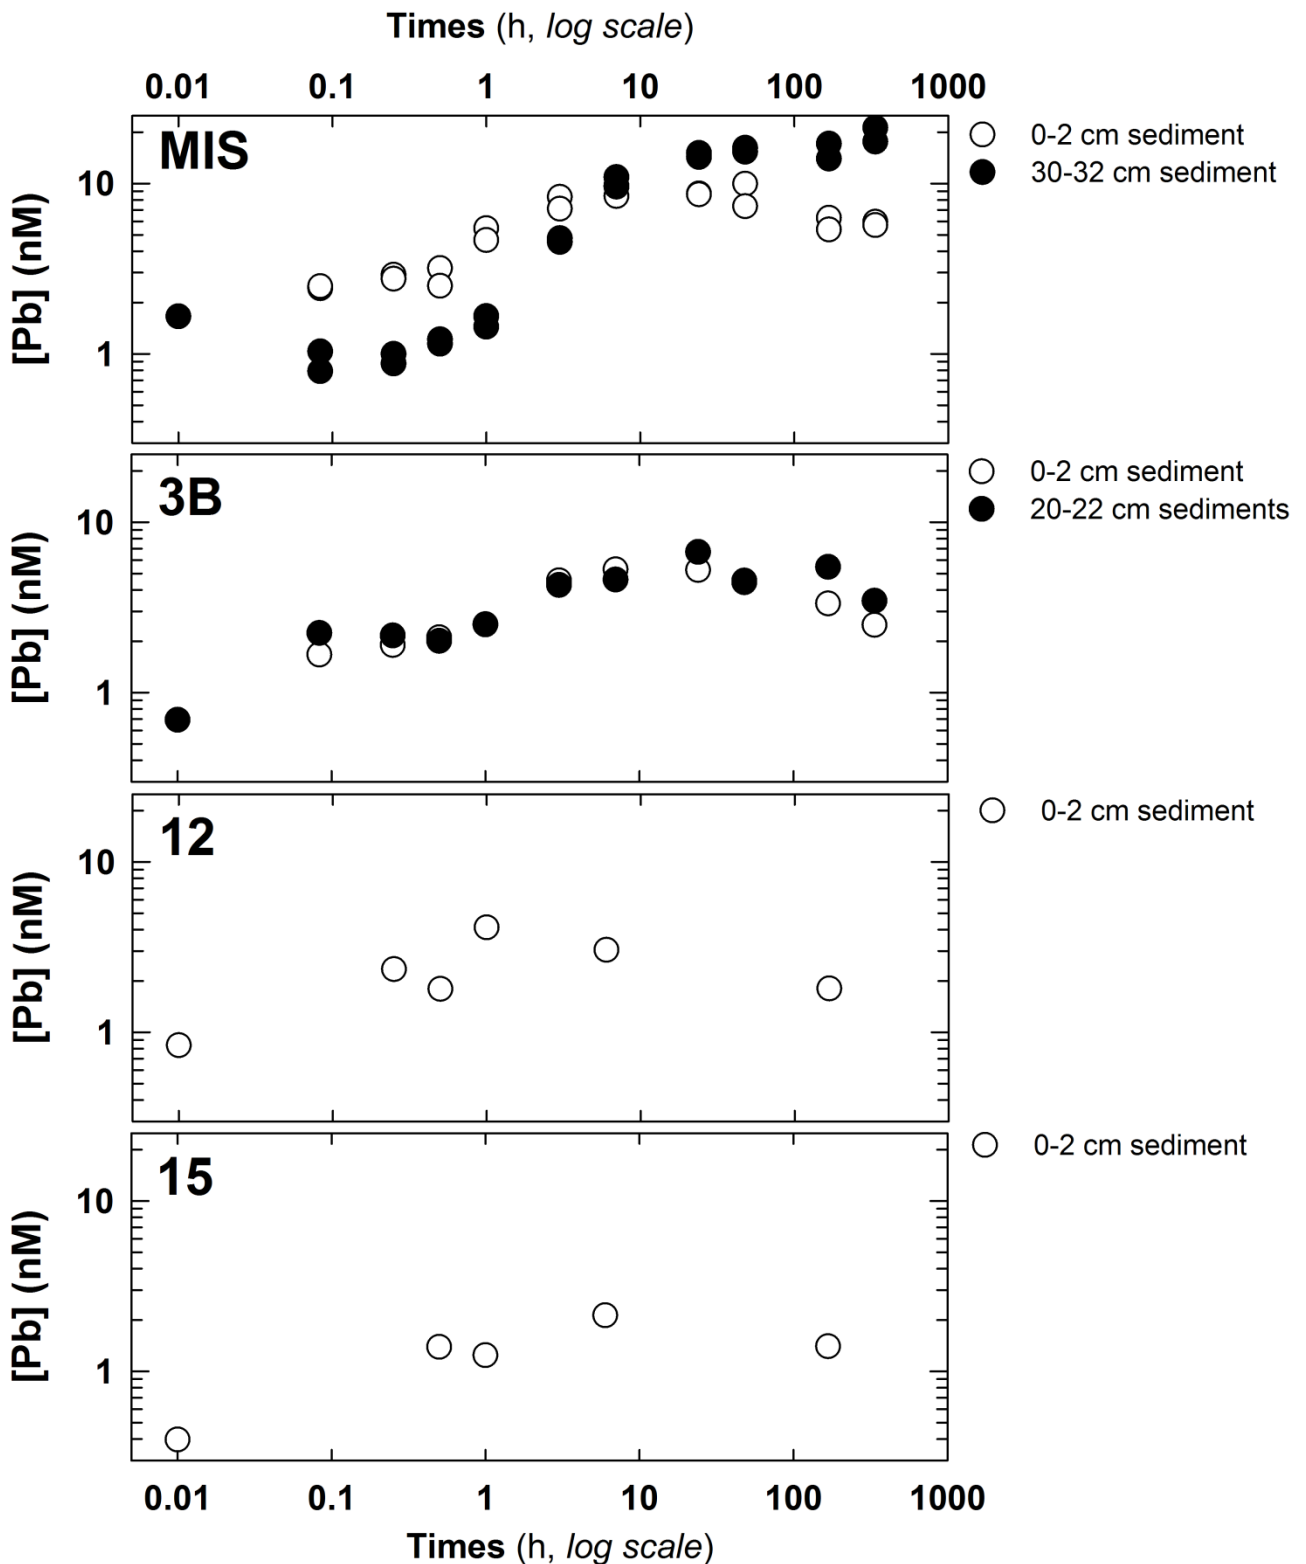 Times (h, log scale)
0.01 0.1 1 10 100 1000
MIS
0-2 cm sediment
30-32 cm sediment
10
1
[Pb] (nM)
3B
0-2 cm sediment
20-22 cm sediments
10
1
[Pb] (nM)
12
0-2 cm sediment
10
1
[Pb] (nM)
15
0-2 cm sediment
10
1
[Pb] (nM)
0.01 0.1 1 10 100 1000
Times (h, log scale)